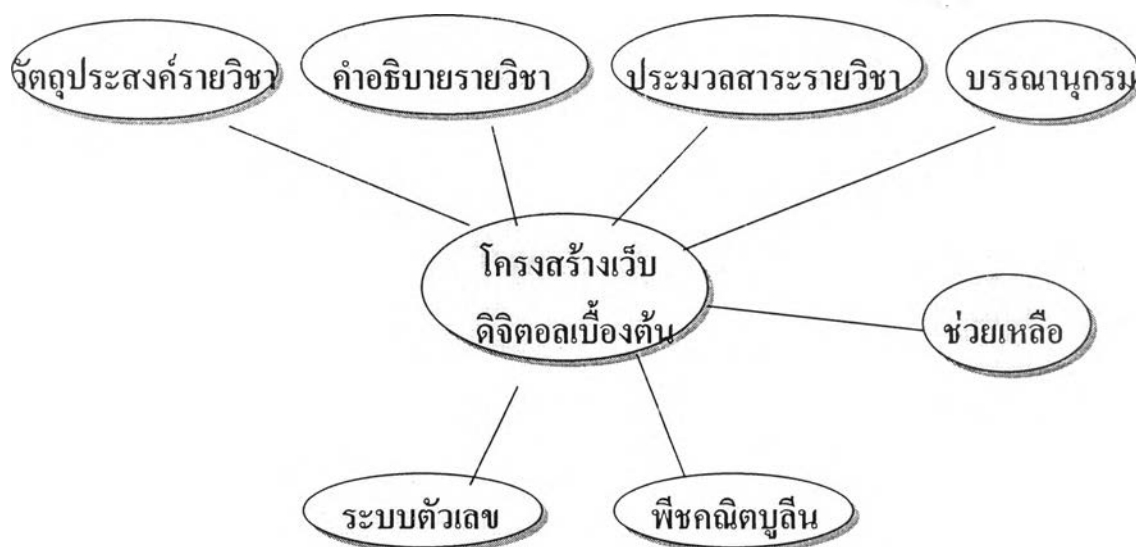 วัตถุประสงค์รายวิชา
คำอธิบายรายวิชา
ประมวลสาระรายวิชา
บรรณานุกรม
โครงสร้างเว็บ
ดิจิตอลเบื้องต้น
ช่วยเหลือ
ระบบตัวเลข
พีชคณิตบูลีน